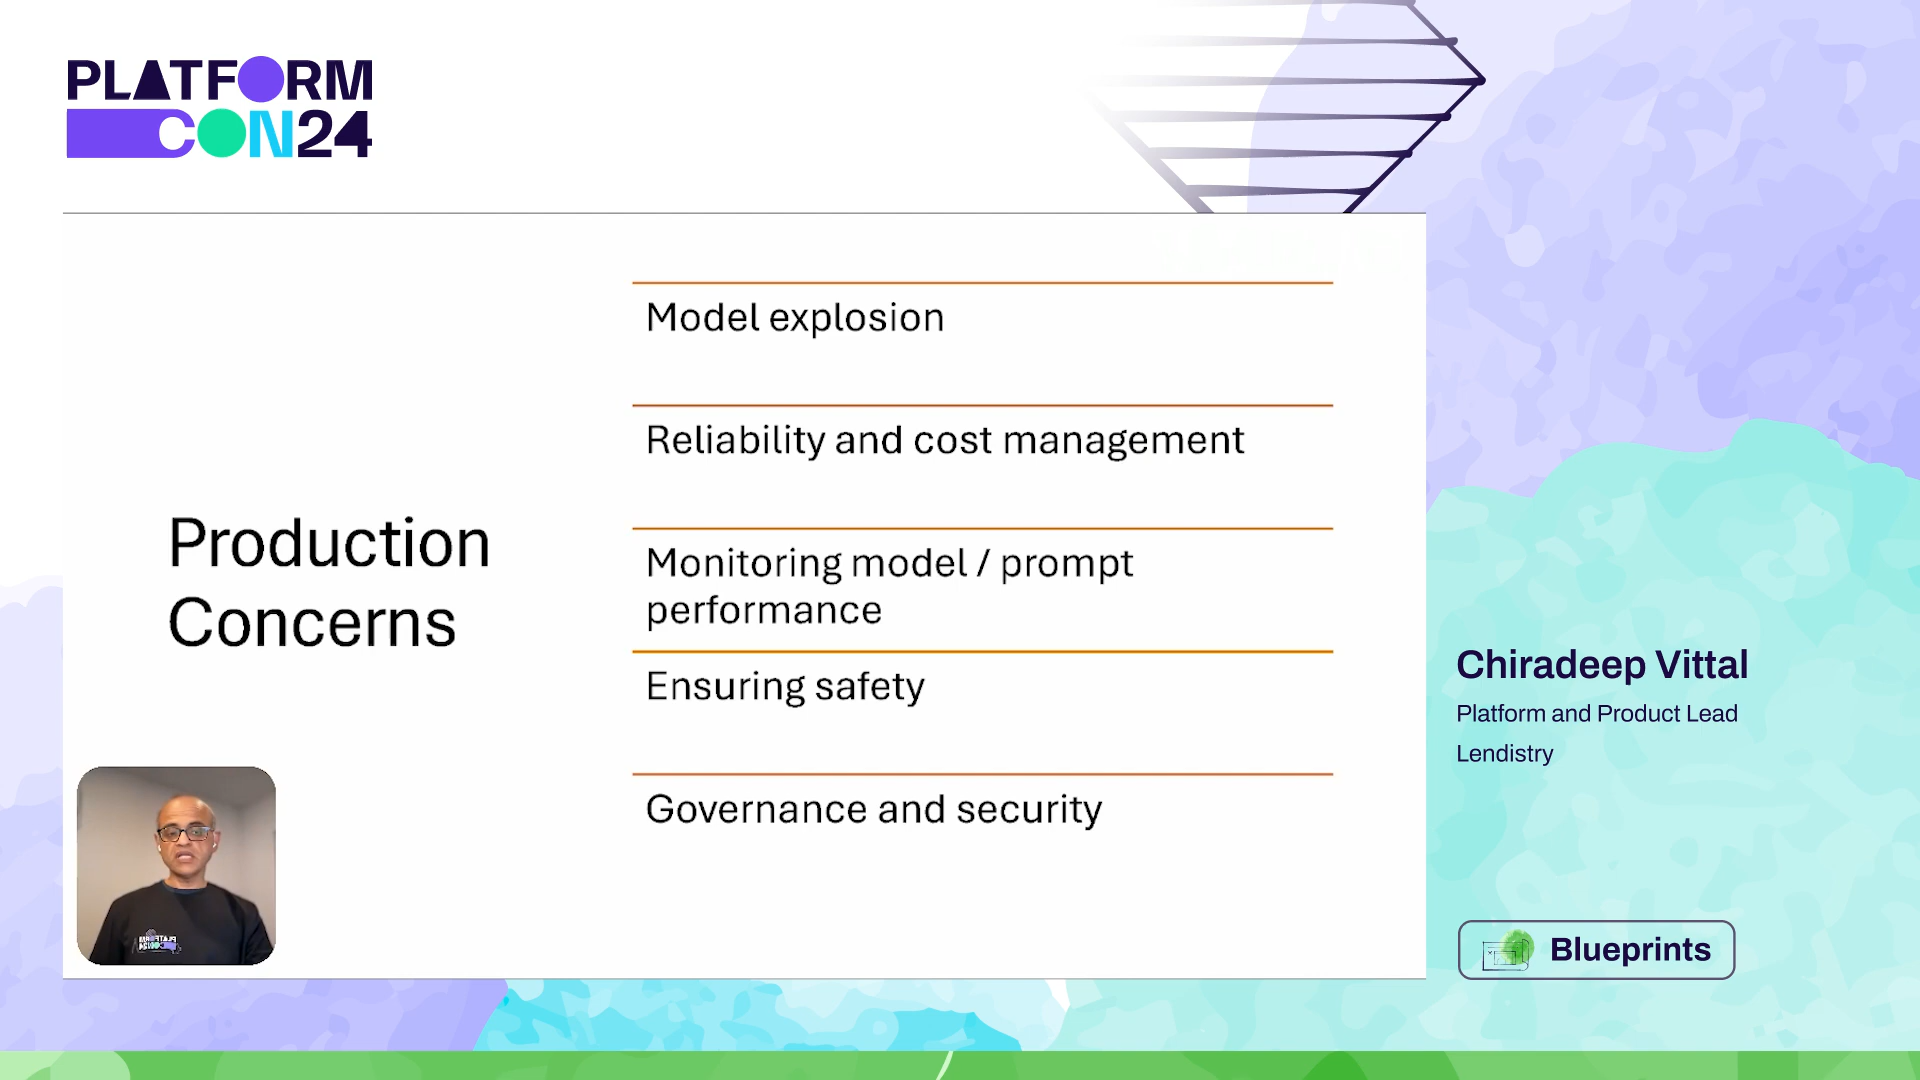 PLATFORM
CON24
Model explosion
Reliability and cost management
Production
Concerns
Monitoring model / prompt
performance
Ensuring safety
Governance and security
Chiradeep Vittal
Platform and Product Lead
Lendistry
Blueprints